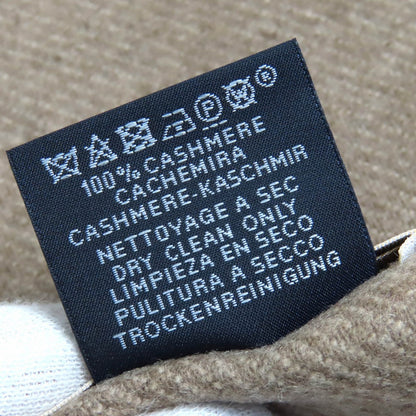 ®
100% CASHMERE
CACHEMIRA
CASHMERE-KASCHMIR
NETTOYAGE A SEC
DRY CLEAN ONLY
LIMPIEZA EN SECO
PULITURA A SECCO
TROCKENREINIGUNG